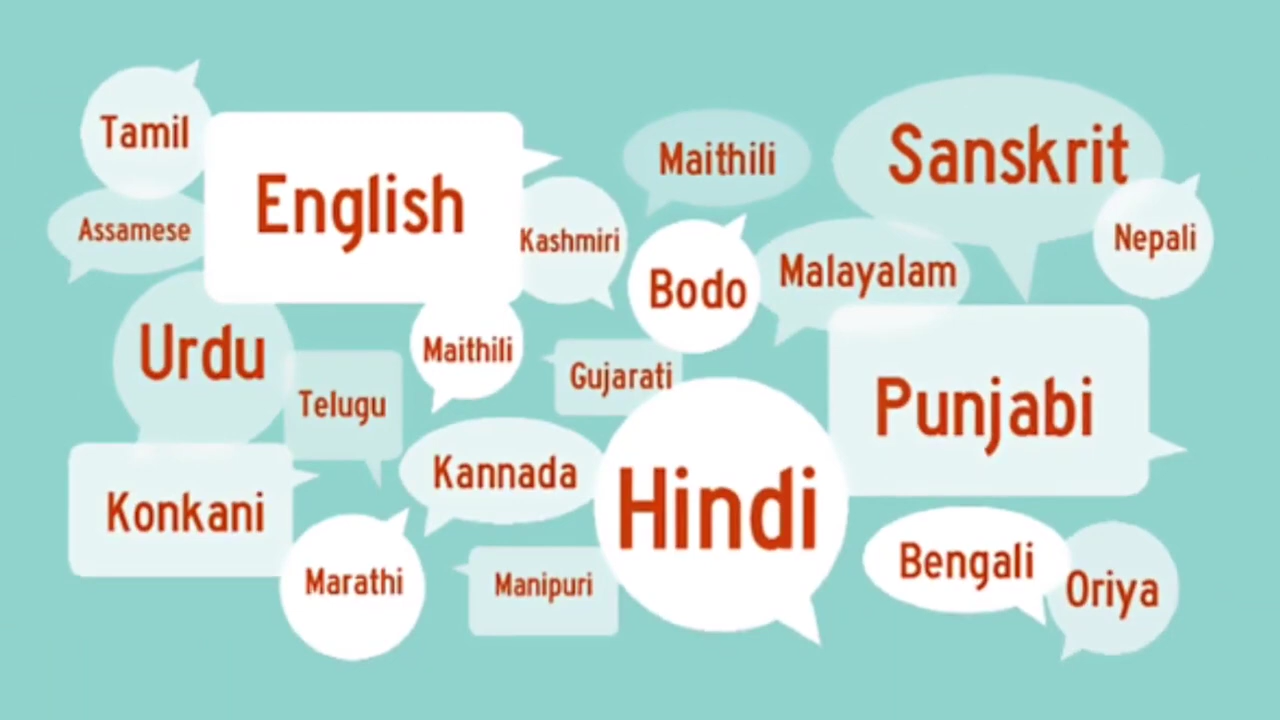 Tamil
English
Maithili
Sanskrit
Assamese
Kashmiri
Nepali
Bodo
Malayalam
Urdu
Maithili
Gujarati
Telugu
Punjabi
Kannada
Konkani
Hindi
Marathi
Manipuri
Bengali
Oriya